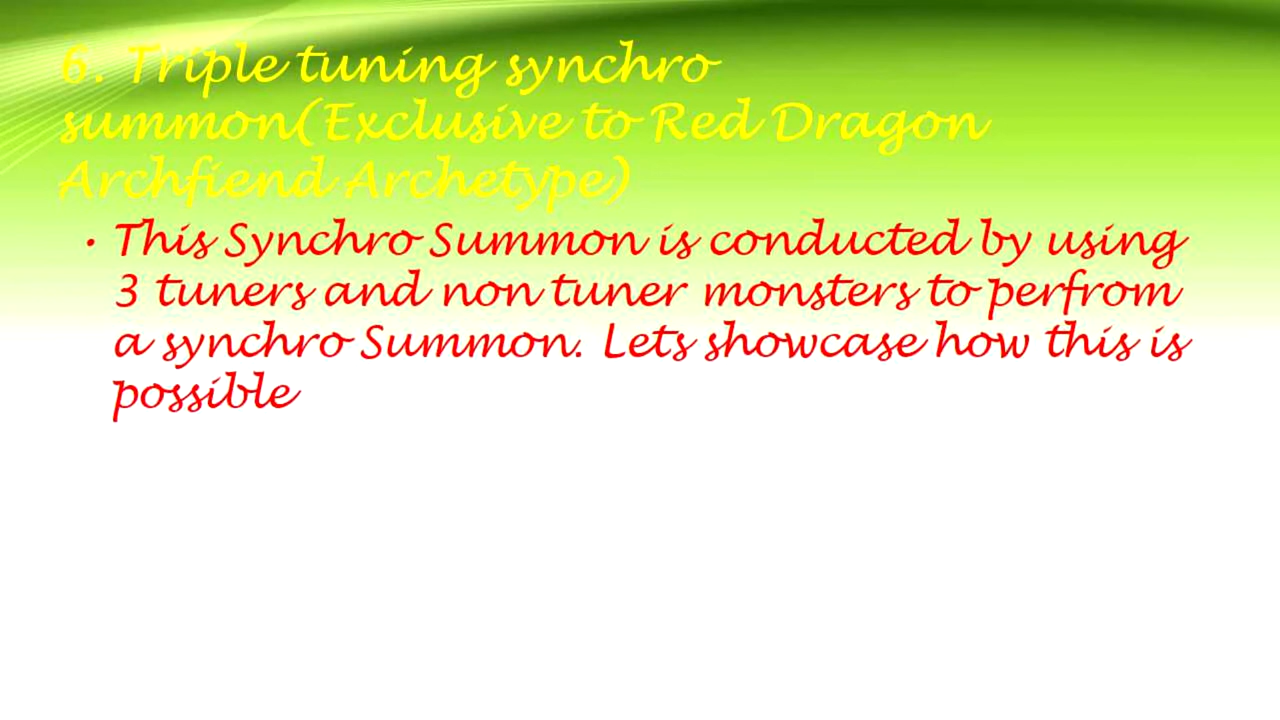 6. Triple tuning synchro
summon(Exclusive to Red Dragon
Archfiend Archetype)
• This Synchro Summon is conducted by using
3 tuners and non tuner monsters to perfrom
a synchro Summon. Lets showcase how this is
possible